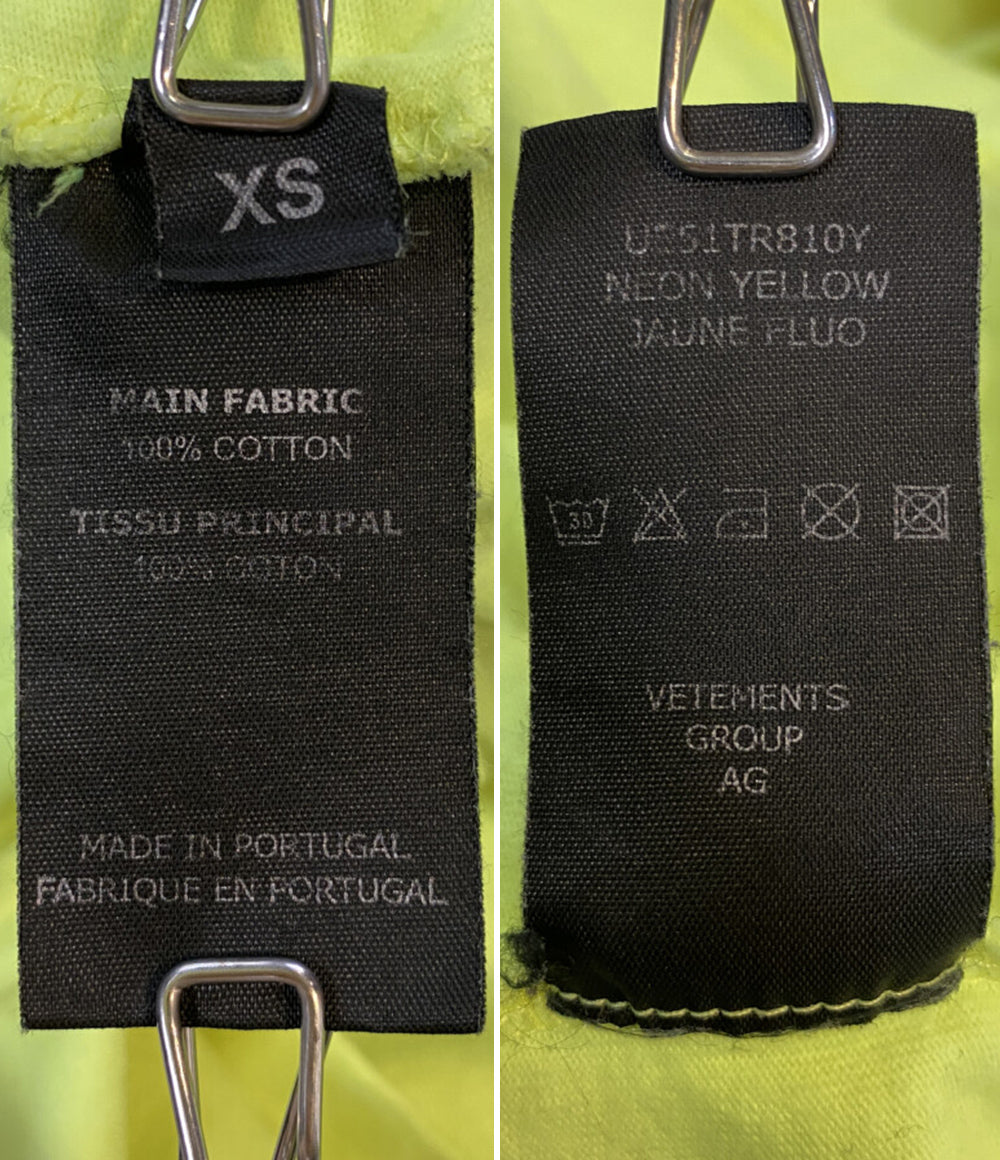 XS
MAIN FABRIC
100% COTTON
TISSU PRINCIPAL
100% COTON
MADE IN PORTUGAL
FABRIQUE EN PORTUGAL
NEON YELLOW
JAUNE FLUO
30
VETEMENTS
GROUP
AG